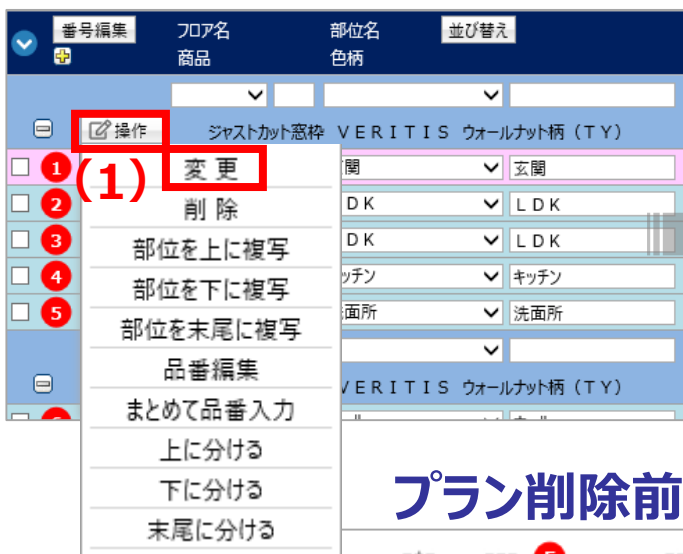 番号編集 フロア名 部位名 並び替え
商品 色柄
操作 ジャストカット窓枠 VERITIS ウォールナット柄(TY)
(1)
1 変更 関 玄関
2 削除 DK LDK
3 部位を上に複写 DK LDK
4 部位を下に複写 ッチン キッチン
5 部位を末尾に複写 面所 洗面所
品番編集 VERITIS ウォールナット柄(TY)
まとめて品番入力
上に分ける
下に分ける
末尾に分ける
プラン削除前
5